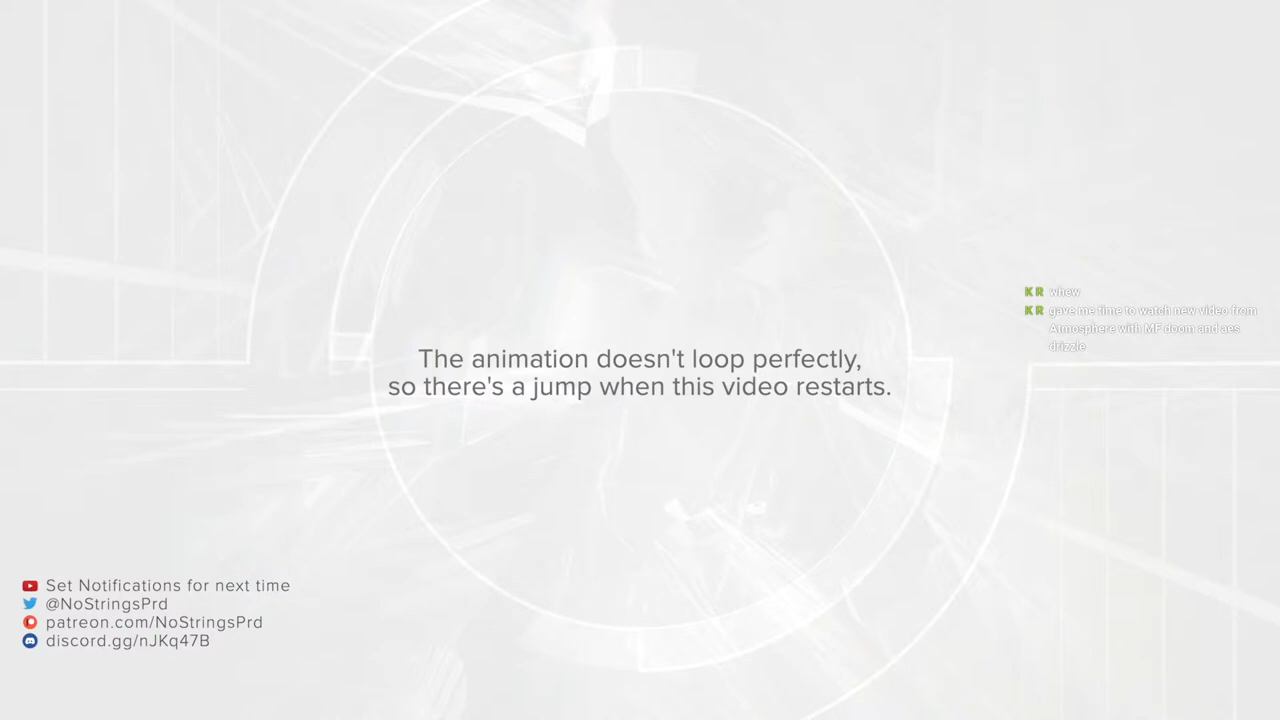 The animation doesn't loop perfectly,
so there's a jump when this video restarts.
KR whew
KR gave me time to watch new video from
Atmosphere with MF doom and aes
drizzle
Set Notifications for next time
@NoStringsPrd
patreon.com/NoStringsPrd
discord.gg/nJKq47B